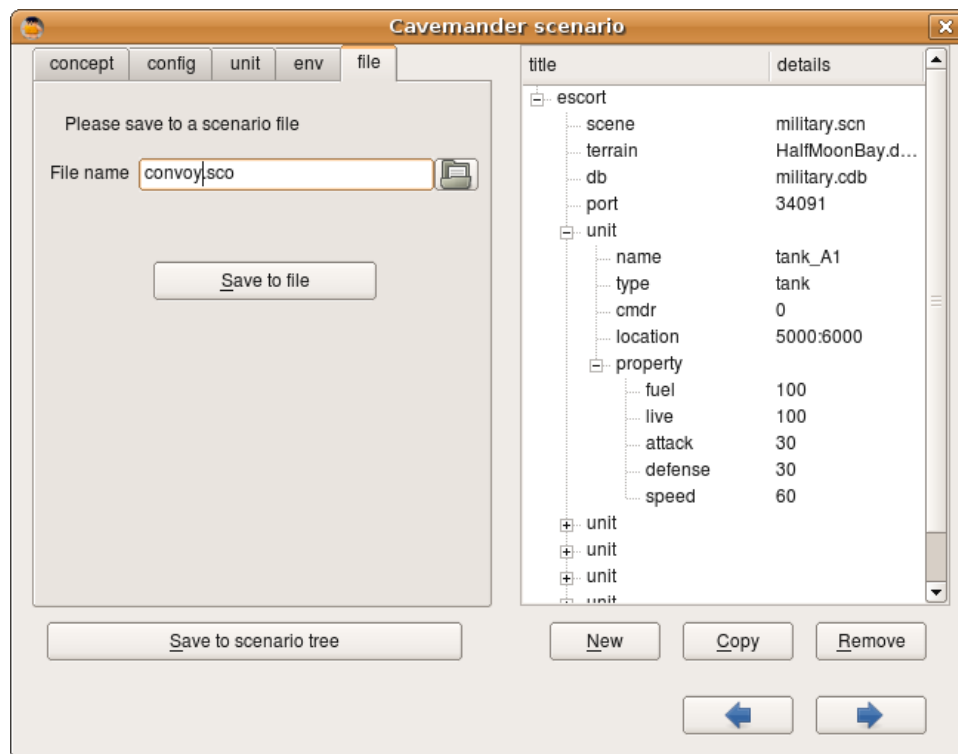 Cavemander scenario
concept config unit env file
Please save to a scenario file
File name convoy.sco
Save to file
Save to scenario tree
title details
escort
scene military.scn
terrain HalfMoonBay.d...
db military.cdb
port 34091
unit
name tank_A1
type tank
cmdr 0
location 5000:6000
property
fuel 100
live 100
attack 30
defense 30
speed 60
unit
unit
unit
unit
New Copy Remove